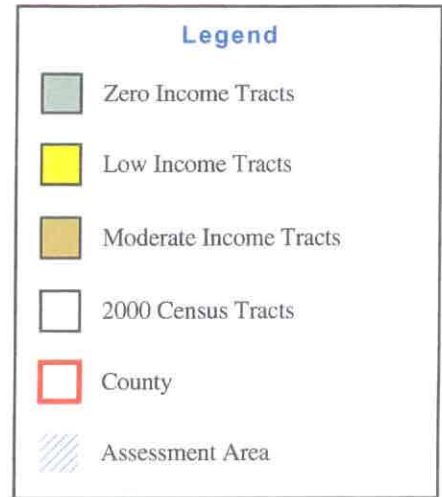 Legend
Zero Income Tracts
Low Income Tracts
Moderate Income Tracts
2000 Census Tracts
County
Assessment Area